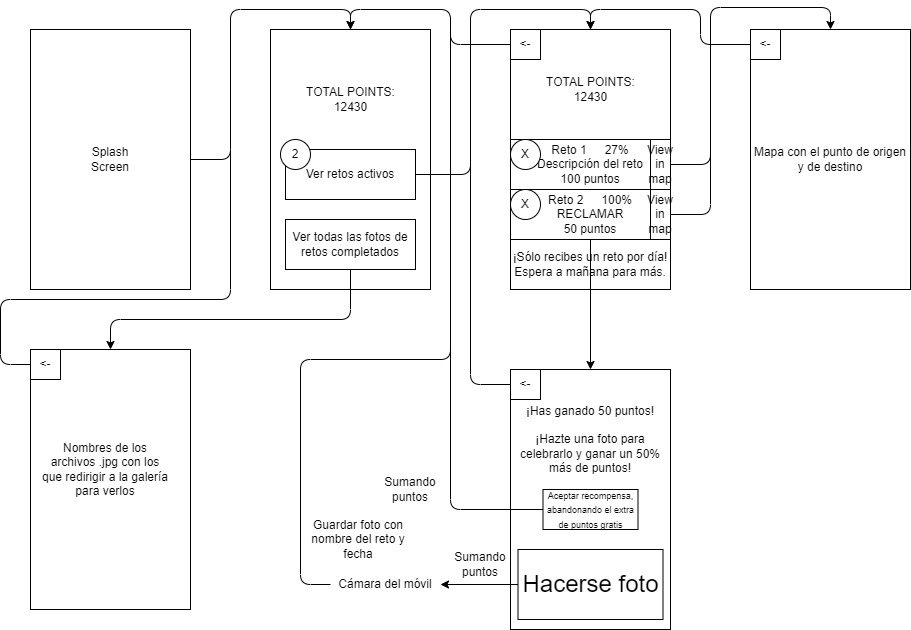 Splash
Screen
TOTAL POINTS:
12430
2
Ver retos activos
Ver todas las fotos de
retos completados
<-
TOTAL POINTS:
12430
X
Reto 1 27%
Descripción del reto
100 puntos
View
in
map
X
Reto 2 100%
RECLAMAR
50 puntos
View
in
map
¡Sólo recibes un reto por día!
Espera a mañana para más.
<-
Mapa con el punto de origen
y de destino
<-
Nombres de los
archivos .jpg con los
que redirigir a la galería
para verlos
<-
¡Has ganado 50 puntos!
¡Hazte una foto para
celebrarlo y ganar un 50%
más de puntos!
Aceptar recompensa,
abandonando el extra
de puntos gratis
Hacerse foto
Sumando
puntos
Sumando
puntos
Guardar foto con
nombre del reto y
fecha
Cámara del móvil